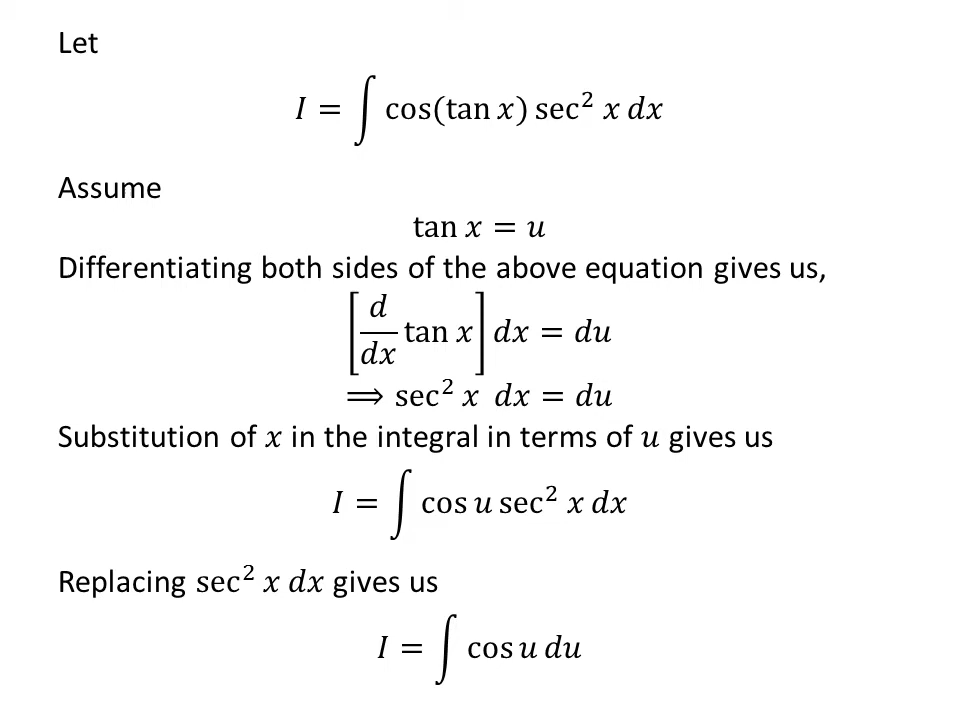 Let
𝐼 = ∫ cos(tan 𝑥) sec² 𝑥 𝑑𝑥
Assume
tan 𝑥 = 𝑢
Differentiating both sides of the above equation gives us,
[𝑑/𝑑𝑥 tan 𝑥] 𝑑𝑥 = 𝑑𝑢
⟹ sec² 𝑥 𝑑𝑥 = 𝑑𝑢
Substitution of 𝑥 in the integral in terms of 𝑢 gives us
𝐼 = ∫ cos 𝑢 sec² 𝑥 𝑑𝑥
Replacing sec² 𝑥 𝑑𝑥 gives us
𝐼 = ∫ cos 𝑢 𝑑𝑢